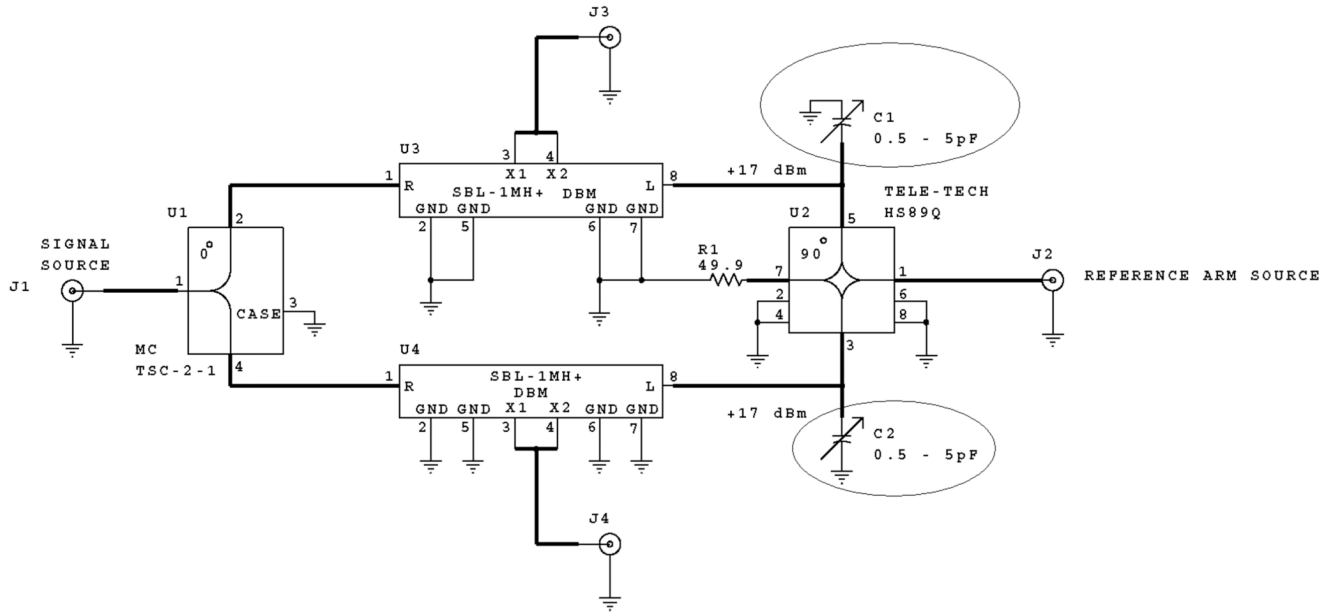 J3
C1
0.5 - 5pF
U3
3 4
X1 X2
1 R SBL-1MH+ DBM L 8
+17 dBm
TELE-TECH
HS89Q
GND GND GND GND
2 5 6 7
U1
2
0°
SIGNAL
SOURCE
J1
1
3
CASE
MC
TSC-2-1
4
R1
49.9
U2
5
90°
7 1
2 6
4 8
3
J2
REFERENCE ARM SOURCE
U4
SBL-1MH+
1 R DBM L 8
GND GND X1 X2 GND GND
2 5 3 4 6 7
+17 dBm
C2
0.5 - 5pF
J4